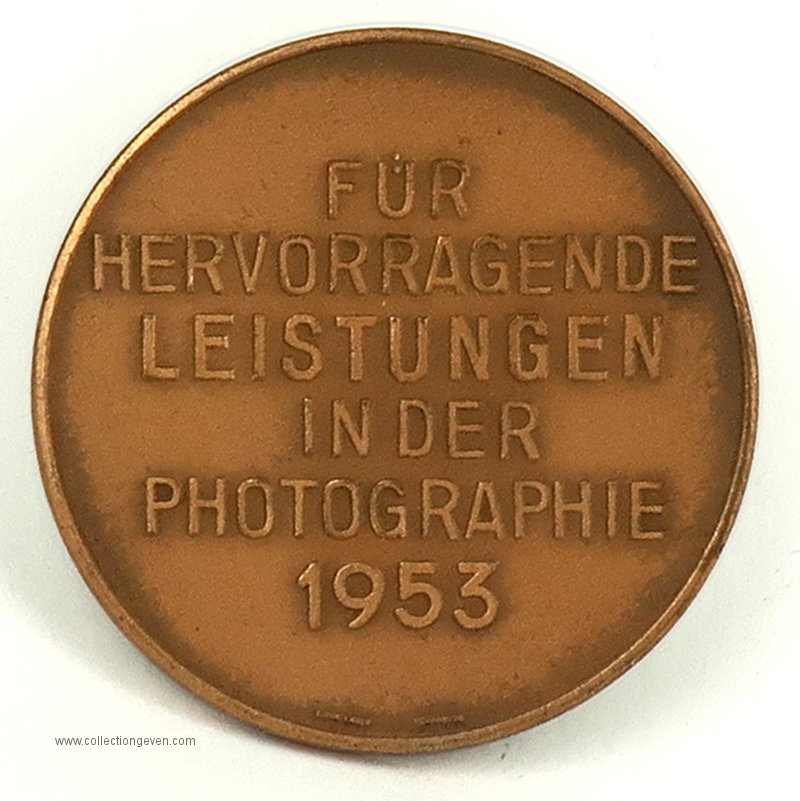 FÜR
HERVORRAGENDE
LEISTUNGEN
IN DER
PHOTOGRAPHIE
1953
www.collectiongeven.com